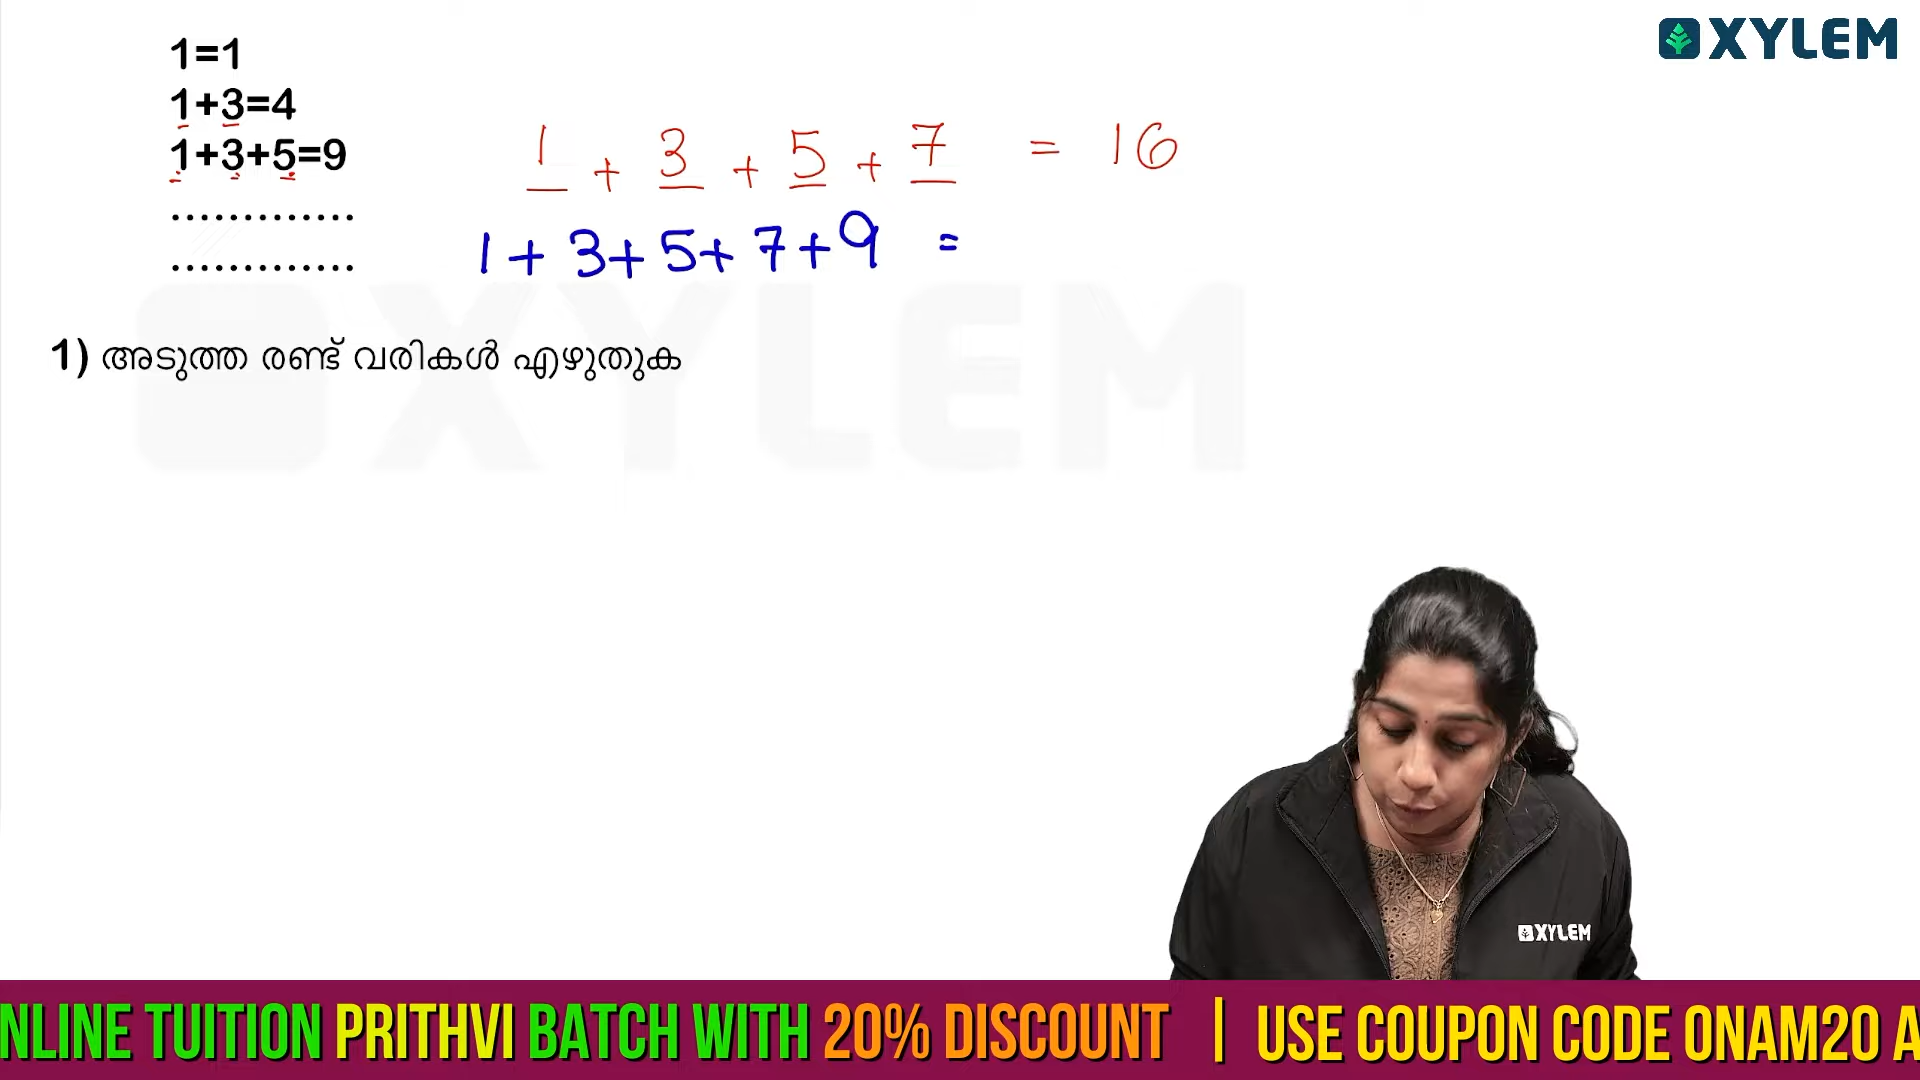 XYLEM
1=1
1+3=4
1+3+5=9
1 + 3 + 5 + 7 = 16
.............
1+ 3+ 5+ 7+9 =
.............
XYLEM
1) അടുത്ത രണ്ട് വരികൾ എഴുതുക
XYLEM
NLINE TUITION PRITHVI BATCH WITH 20% DISCOUNT | USE COUPON CODE ONAM20 A